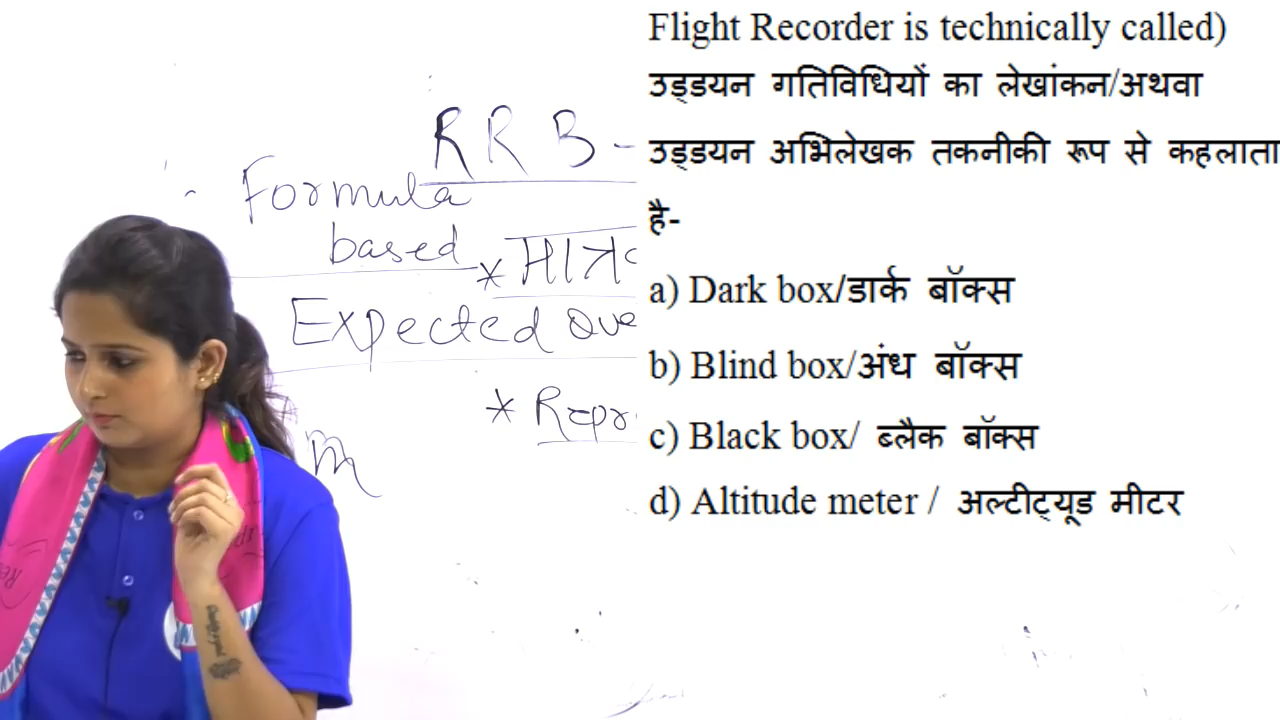 Flight Recorder is technically called)
उड्डयन गतिविधियों का लेखांकन/अथवा
उड्डयन अभिलेखक तकनीकी रूप से कहलाता
है-
a) Dark box/डार्क बॉक्स
b) Blind box/अंध बॉक्स
c) Black box/ ब्लैक बॉक्स
d) Altitude meter / अल्टीट्यूड मीटर
RRB-
Formula
based
Expected